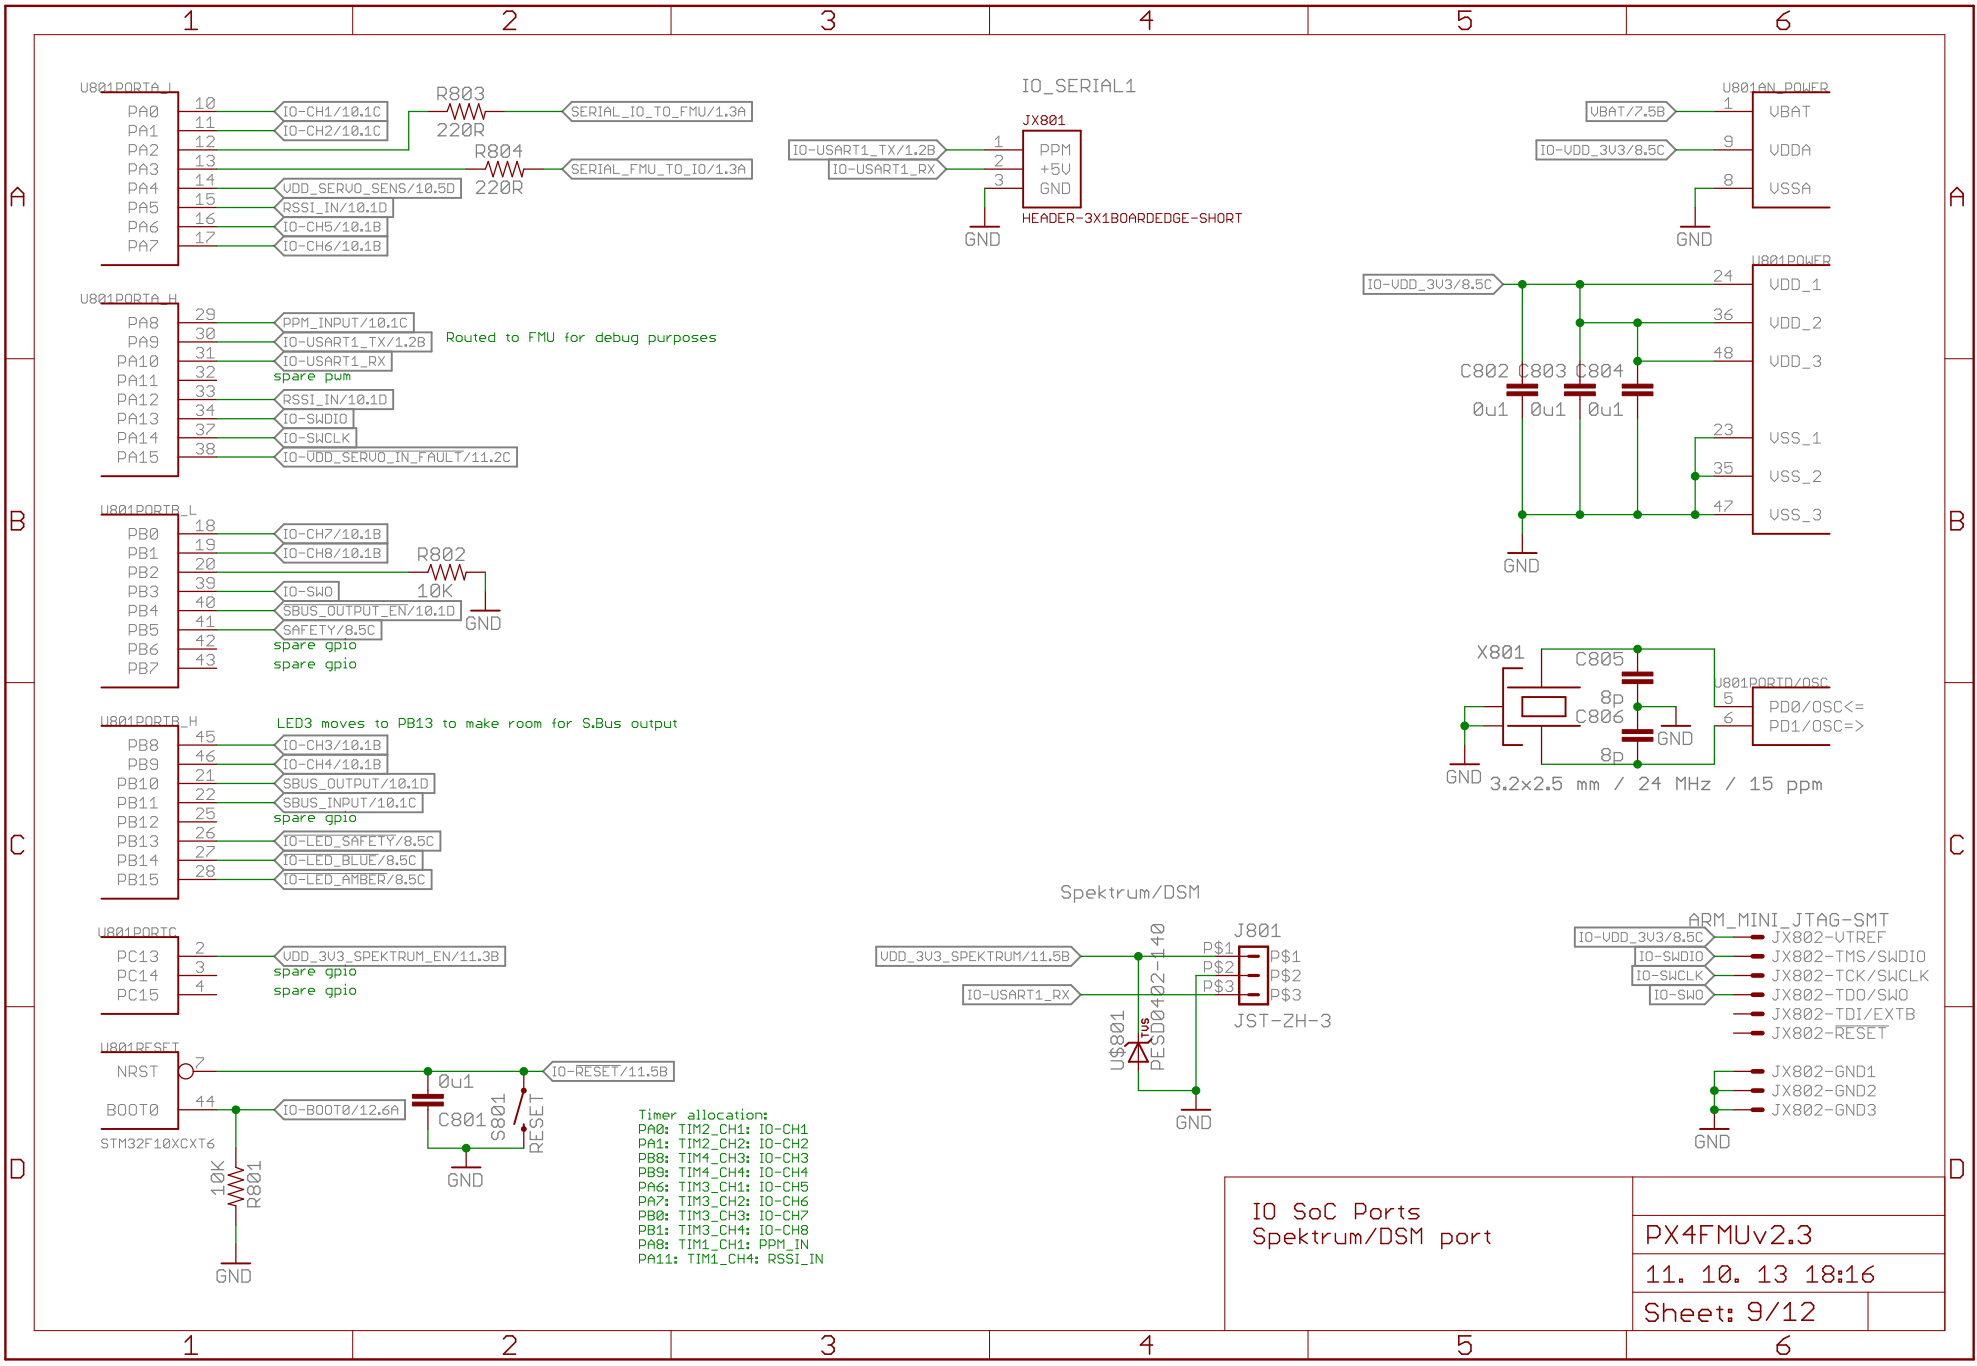 1 2 3 4 5 6
A
B
C
D
U801PORTA_L
PA0 10 IO-CH1/10.1C
PA1 11 IO-CH2/10.1C
PA2 12
PA3 13
PA4 14 VDD_SERVO_SENS/10.5D
PA5 15 RSSI_IN/10.1D
PA6 16 IO-CH5/10.1B
PA7 17 IO-CH6/10.1B
R803
220R
SERIAL_IO_TO_FMU/1.3A
R804
220R
SERIAL_FMU_TO_IO/1.3A
U801PORTA_H
PA8 29 PPM_INPUT/10.1C
PA9 30 IO-USART1_TX/1.2B
PA10 31 IO-USART1_RX
PA11 32 spare pwm
PA12 33 RSSI_IN/10.1D
PA13 34 IO-SWDIO
PA14 37 IO-SWCLK
PA15 38 IO-VDD_SERVO_IN_FAULT/11.2C
Routed to FMU for debug purposes
U801PORTB_L
PB0 18 IO-CH7/10.1B
PB1 19 IO-CH8/10.1B
PB2 20
PB3 39 IO-SWO
PB4 40 SBUS_OUTPUT_EN/10.1D
PB5 41 SAFETY/8.5C
PB6 42 spare gpio
PB7 43 spare gpio
R802
10K
GND
U801PORTB_H
LED3 moves to PB13 to make room for S.Bus output
PB8 45 IO-CH3/10.1B
PB9 46 IO-CH4/10.1B
PB10 21 SBUS_OUTPUT/10.1D
PB11 22 SBUS_INPUT/10.1C
PB12 25 spare gpio
PB13 26 IO-LED_SAFETY/8.5C
PB14 27 IO-LED_BLUE/8.5C
PB15 28 IO-LED_AMBER/8.5C
U801PORTC
PC13 2 VDD_3V3_SPEKTRUM_EN/11.3B
PC14 3 spare gpio
PC15 4 spare gpio
U801RESET
NRST 7 IO-RESET/11.5B
BOOT0 44 IO-BOOT0/12.6A
STM32F10XCXT6
10K
R801
GND
0u1
C801
S801
RESET
GND
Timer allocation:
PA0: TIM2_CH1: IO-CH1
PA1: TIM2_CH2: IO-CH2
PB8: TIM4_CH3: IO-CH3
PB9: TIM4_CH4: IO-CH4
PA6: TIM3_CH1: IO-CH5
PA7: TIM3_CH2: IO-CH6
PB0: TIM3_CH3: IO-CH7
PB1: TIM3_CH4: IO-CH8
PA8: TIM1_CH1: PPM_IN
PA11: TIM1_CH4: RSSI_IN
IO_SERIAL1
JX801
IO-USART1_TX/1.2B 1 PPM
IO-USART1_RX 2 +5V
3 GND
HEADER-3X1BOARDEDGE-SHORT
GND
Spektrum/DSM
J801
VDD_3V3_SPEKTRUM/11.5B P$1 P$1
P$2 P$2
IO-USART1_RX P$3 P$3
JST-ZH-3
U$801
TVS
PESD0402-140
GND
U801AN_POWER
VBAT/7.5B 1 VBAT
IO-VDD_3V3/8.5C 9 VDDA
8 VSSA
GND
U801POWER
IO-VDD_3V3/8.5C 24 VDD_1
36 VDD_2
48 VDD_3
C802 C803 C804
0u1 0u1 0u1
23 VSS_1
35 VSS_2
47 VSS_3
GND
X801
C805
8p
C806
8p
GND
GND
U801PORTD/OSC
5 PD0/OSC<=
6 PD1/OSC=>
3.2x2.5 mm / 24 MHz / 15 ppm
ARM_MINI_JTAG-SMT
IO-VDD_3V3/8.5C JX802-VTREF
IO-SWDIO JX802-TMS/SWDIO
IO-SWCLK JX802-TCK/SWCLK
IO-SWO JX802-TDO/SWO
JX802-TDI/EXTB
JX802-RESET
JX802-GND1
JX802-GND2
JX802-GND3
GND
IO SoC Ports
Spektrum/DSM port
PX4FMUv2.3
11. 10. 13 18:16
Sheet: 9/12
A
B
C
D
1 2 3 4 5 6